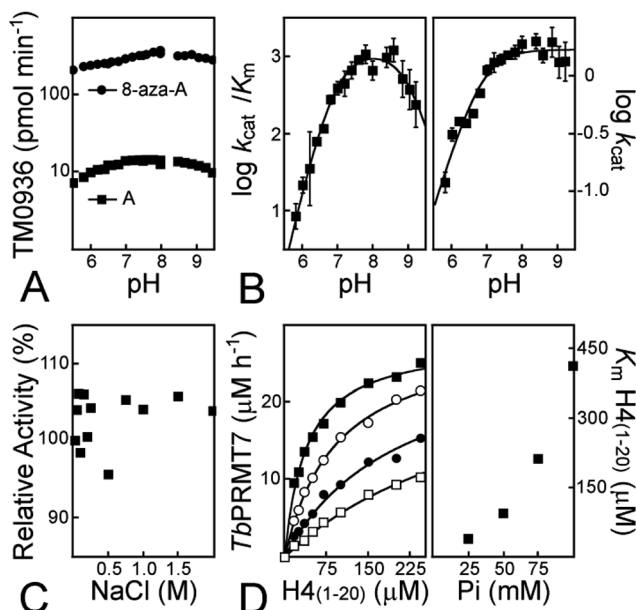 TM0936 (pmol min⁻¹)
100
10
8-aza-A
A
6 7 8 9
pH
A
log kcat /Km
3
2
1
6 7 8 9
pH
B
0
-0.5
-1.0
log kcat
6 7 8 9
pH
Relative Activity (%)
110
100
90
0.5 1.0 1.5
NaCl (M)
C
TbPRMT7 (μM h⁻¹)
20
10
75 150 225
H4(1-20) (μM)
D
450
300
150
Km H4(1-20) (μM)
25 50 75
Pi (mM)